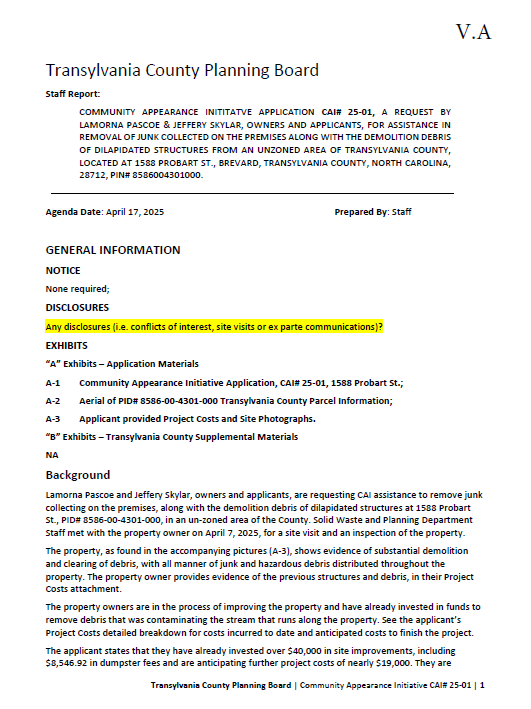 V.A
Transylvania County Planning Board
Staff Report:
COMMUNITY APPEARANCE INITITATVE APPLICATION CAI# 25-01, A REQUEST BY
LAMORNA PASCOE & JEFFERY SKYLAR, OWNERS AND APPLICANTS, FOR ASSISTANCE IN
REMOVAL OF JUNK COLLECTED ON THE PREMISES ALONG WITH THE DEMOLITION DEBRIS
OF DILAPIDATED STRUCTURES FROM AN UNZONED AREA OF TRANSYLVANIA COUNTY,
LOCATED AT 1588 PROBART ST., BREVARD, TRANSYLVANIA COUNTY, NORTH CAROLINA,
28712, PIN# 8586004301000.
Agenda Date: April 17, 2025 Prepared By: Staff
GENERAL INFORMATION
NOTICE
None required;
DISCLOSURES
Any disclosures (i.e. conflicts of interest, site visits or ex parte communications)?
EXHIBITS
"A" Exhibits – Application Materials
A-1 Community Appearance Initiative Application, CAI# 25-01, 1588 Probart St.;
A-2 Aerial of PID# 8586-00-4301-000 Transylvania County Parcel Information;
A-3 Applicant provided Project Costs and Site Photographs.
"B" Exhibits – Transylvania County Supplemental Materials
NA
Background
Lamorna Pascoe and Jeffery Skylar, owners and applicants, are requesting CAI assistance to remove junk
collecting on the premises, along with the demolition debris of dilapidated structures at 1588 Probart
St., PID# 8586-00-4301-000, in an un-zoned area of the County. Solid Waste and Planning Department
Staff met with the property owner on April 7, 2025, for a site visit and an inspection of the property.
The property, as found in the accompanying pictures (A-3), shows evidence of substantial demolition
and clearing of debris, with all manner of junk and hazardous debris distributed throughout the
property. The property owner provides evidence of the previous structures and debris, in their Project
Costs attachment.
The property owners are in the process of improving the property and have already invested in funds to
remove debris that was contaminating the stream that runs along the property. See the applicant's
Project Costs detailed breakdown for costs incurred to date and anticipated costs to finish the project.
The applicant states that they have already invested over $40,000 in site improvements, including
$8,546.92 in dumpster fees and are anticipating further project costs of nearly $19,000. They are
Transylvania County Planning Board | Community Appearance Initiative CAI# 25-01 | 1